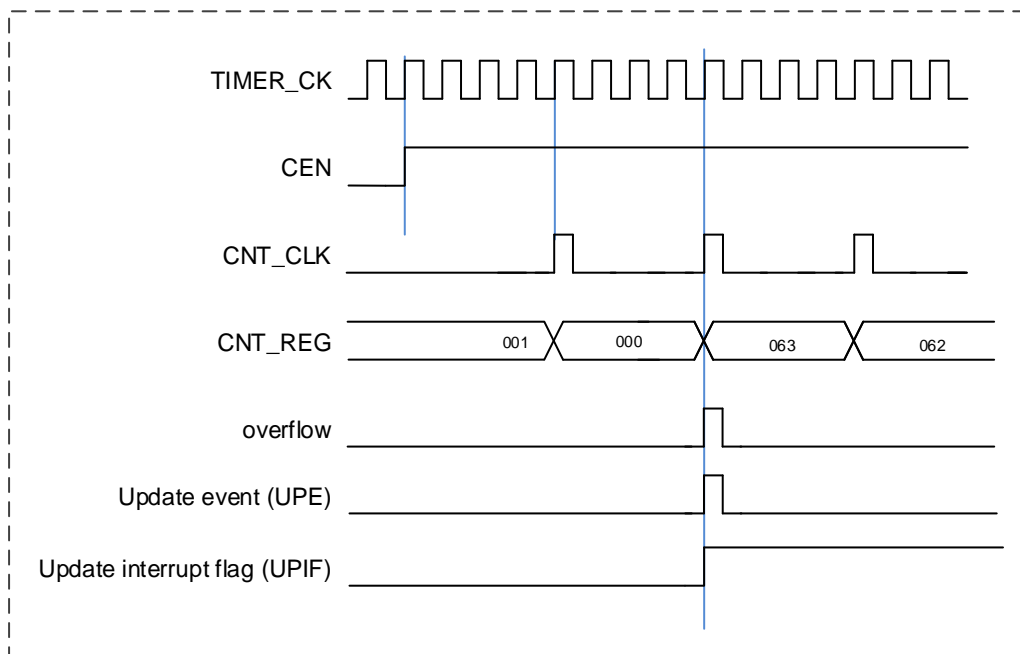 TIMER_CK
CEN
CNT_CLK
CNT_REG
001 000 063 062
overflow
Update event (UPE)
Update interrupt flag (UPIF)